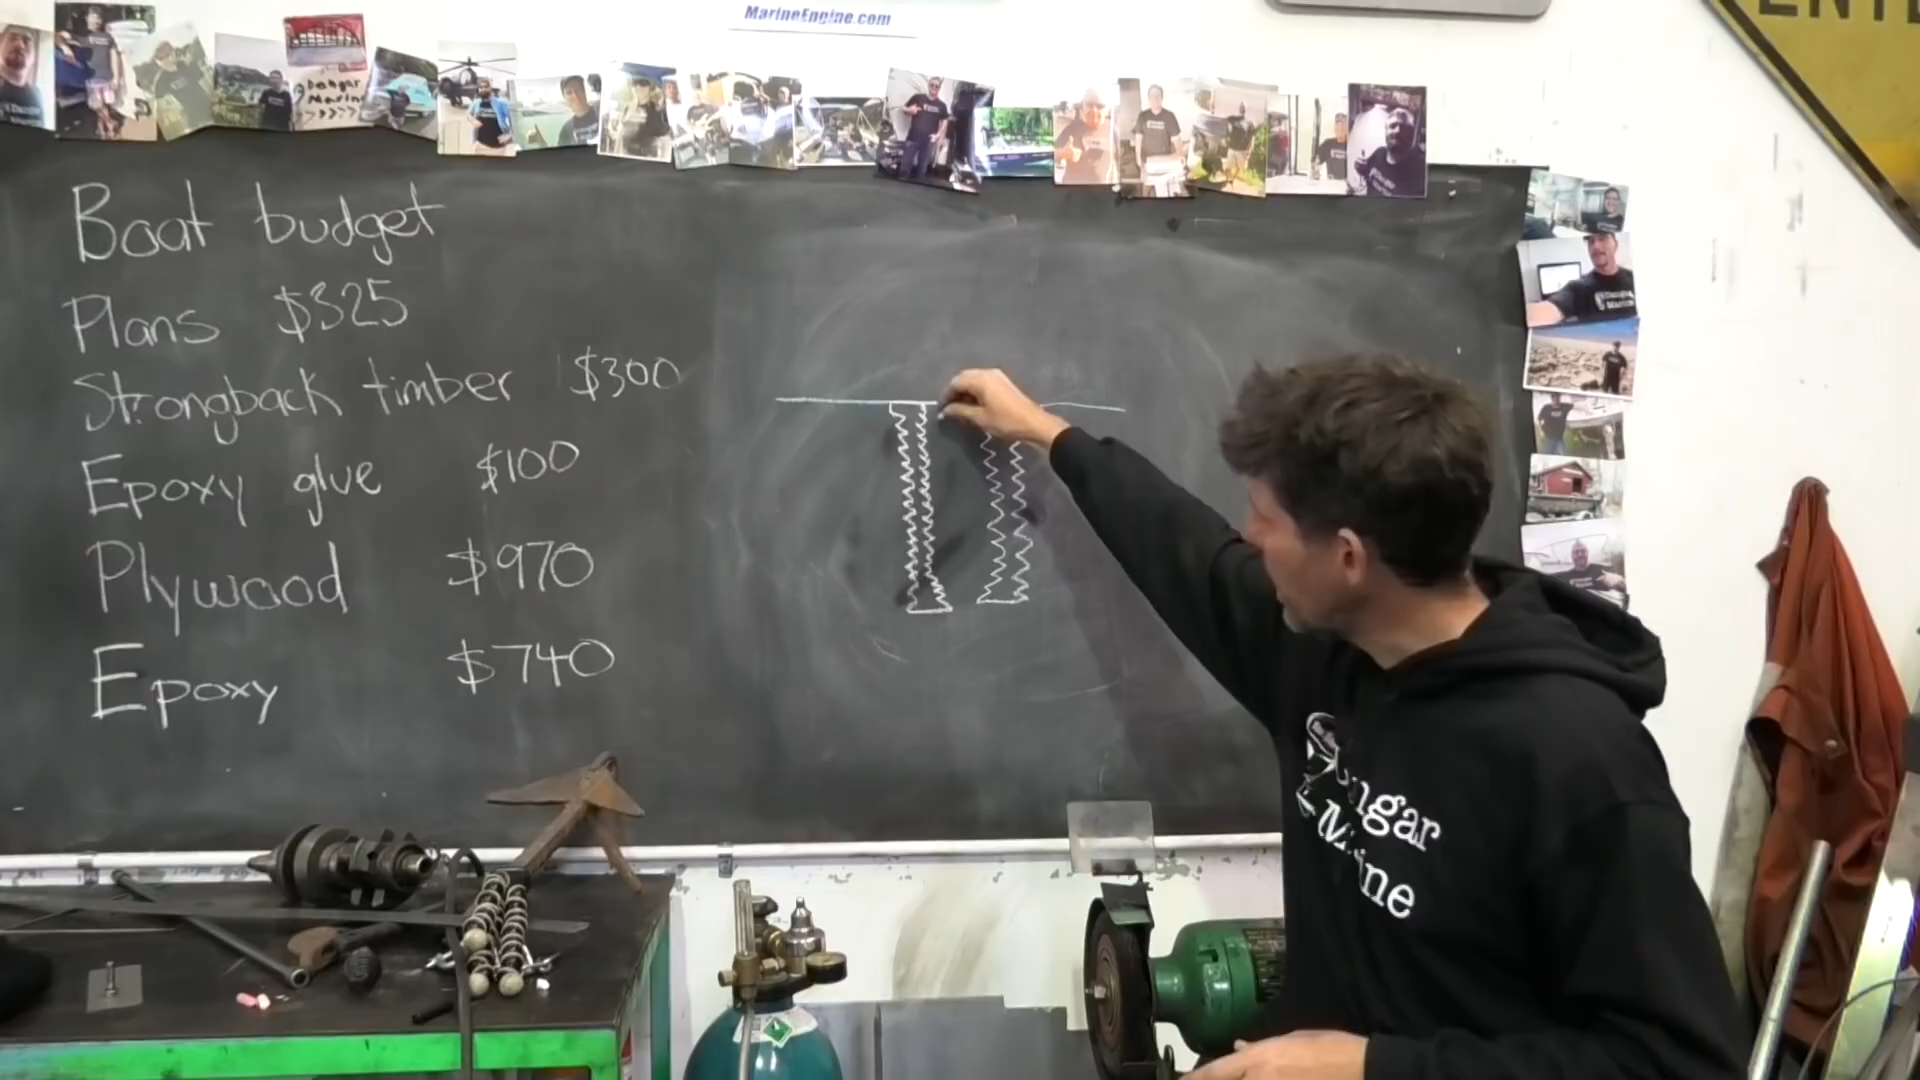 MarineEngine.com
Dangar
Marine
Boat budget
Plans $325
Strongback timber $300
Epoxy glue $100
Plywood $970
Epoxy $740